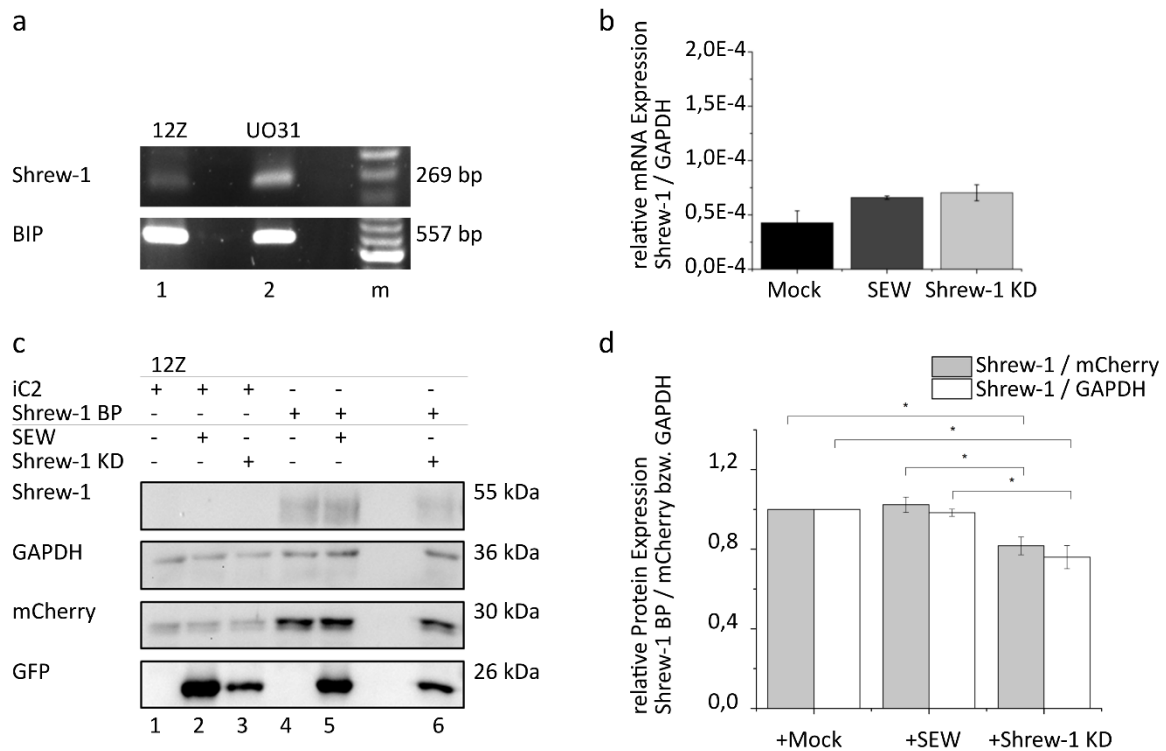 a
12Z UO31
Shrew-1 269 bp
BIP 557 bp
1 2 m
b
relative mRNA Expression
Shrew-1 / GAPDH
2,0E-4
1,5E-4
1,0E-4
0,5E-4
0,0E-4
Mock SEW Shrew-1 KD
c
12Z
iC2 + + + - - -
Shrew-1 BP - - - + + +
SEW - + - - + -
Shrew-1 KD - - + - - +
Shrew-1 55 kDa
GAPDH 36 kDa
mCherry 30 kDa
GFP 26 kDa
1 2 3 4 5 6
d
Shrew-1 / mCherry
Shrew-1 / GAPDH
*
*
*
*
relative Protein Expression
Shrew-1 BP / mCherry bzw. GAPDH
1,2
0,8
0,4
0,0
+Mock +SEW +Shrew-1 KD